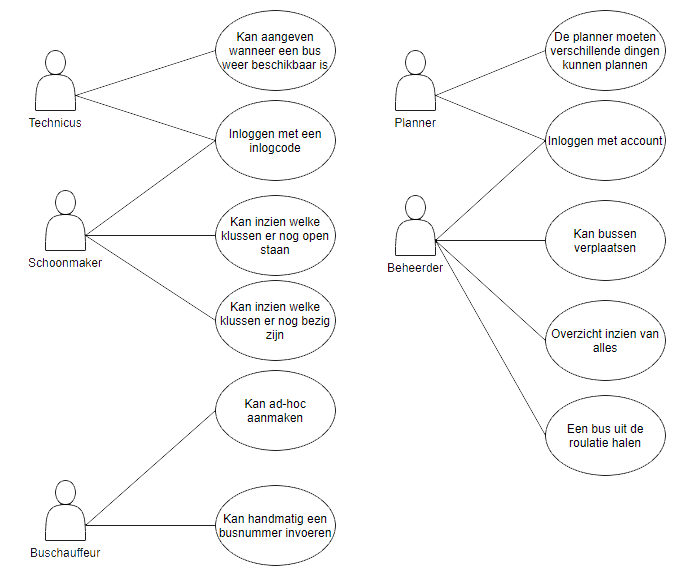 Kan aangeven
wanneer een bus
weer beschikbaar is
Technicus
Inloggen met een
inlogcode
Schoonmaker
Kan inzien welke
klussen er nog open
staan
Kan inzien welke
klussen er nog bezig
zijn
Kan ad-hoc
aanmaken
Buschauffeur
Kan handmatig een
busnummer invoeren
De planner moeten
verschillende dingen
kunnen plannen
Planner
Inloggen met account
Beheerder
Kan bussen
verplaatsen
Overzicht inzien van
alles
Een bus uit de
roulatie halen